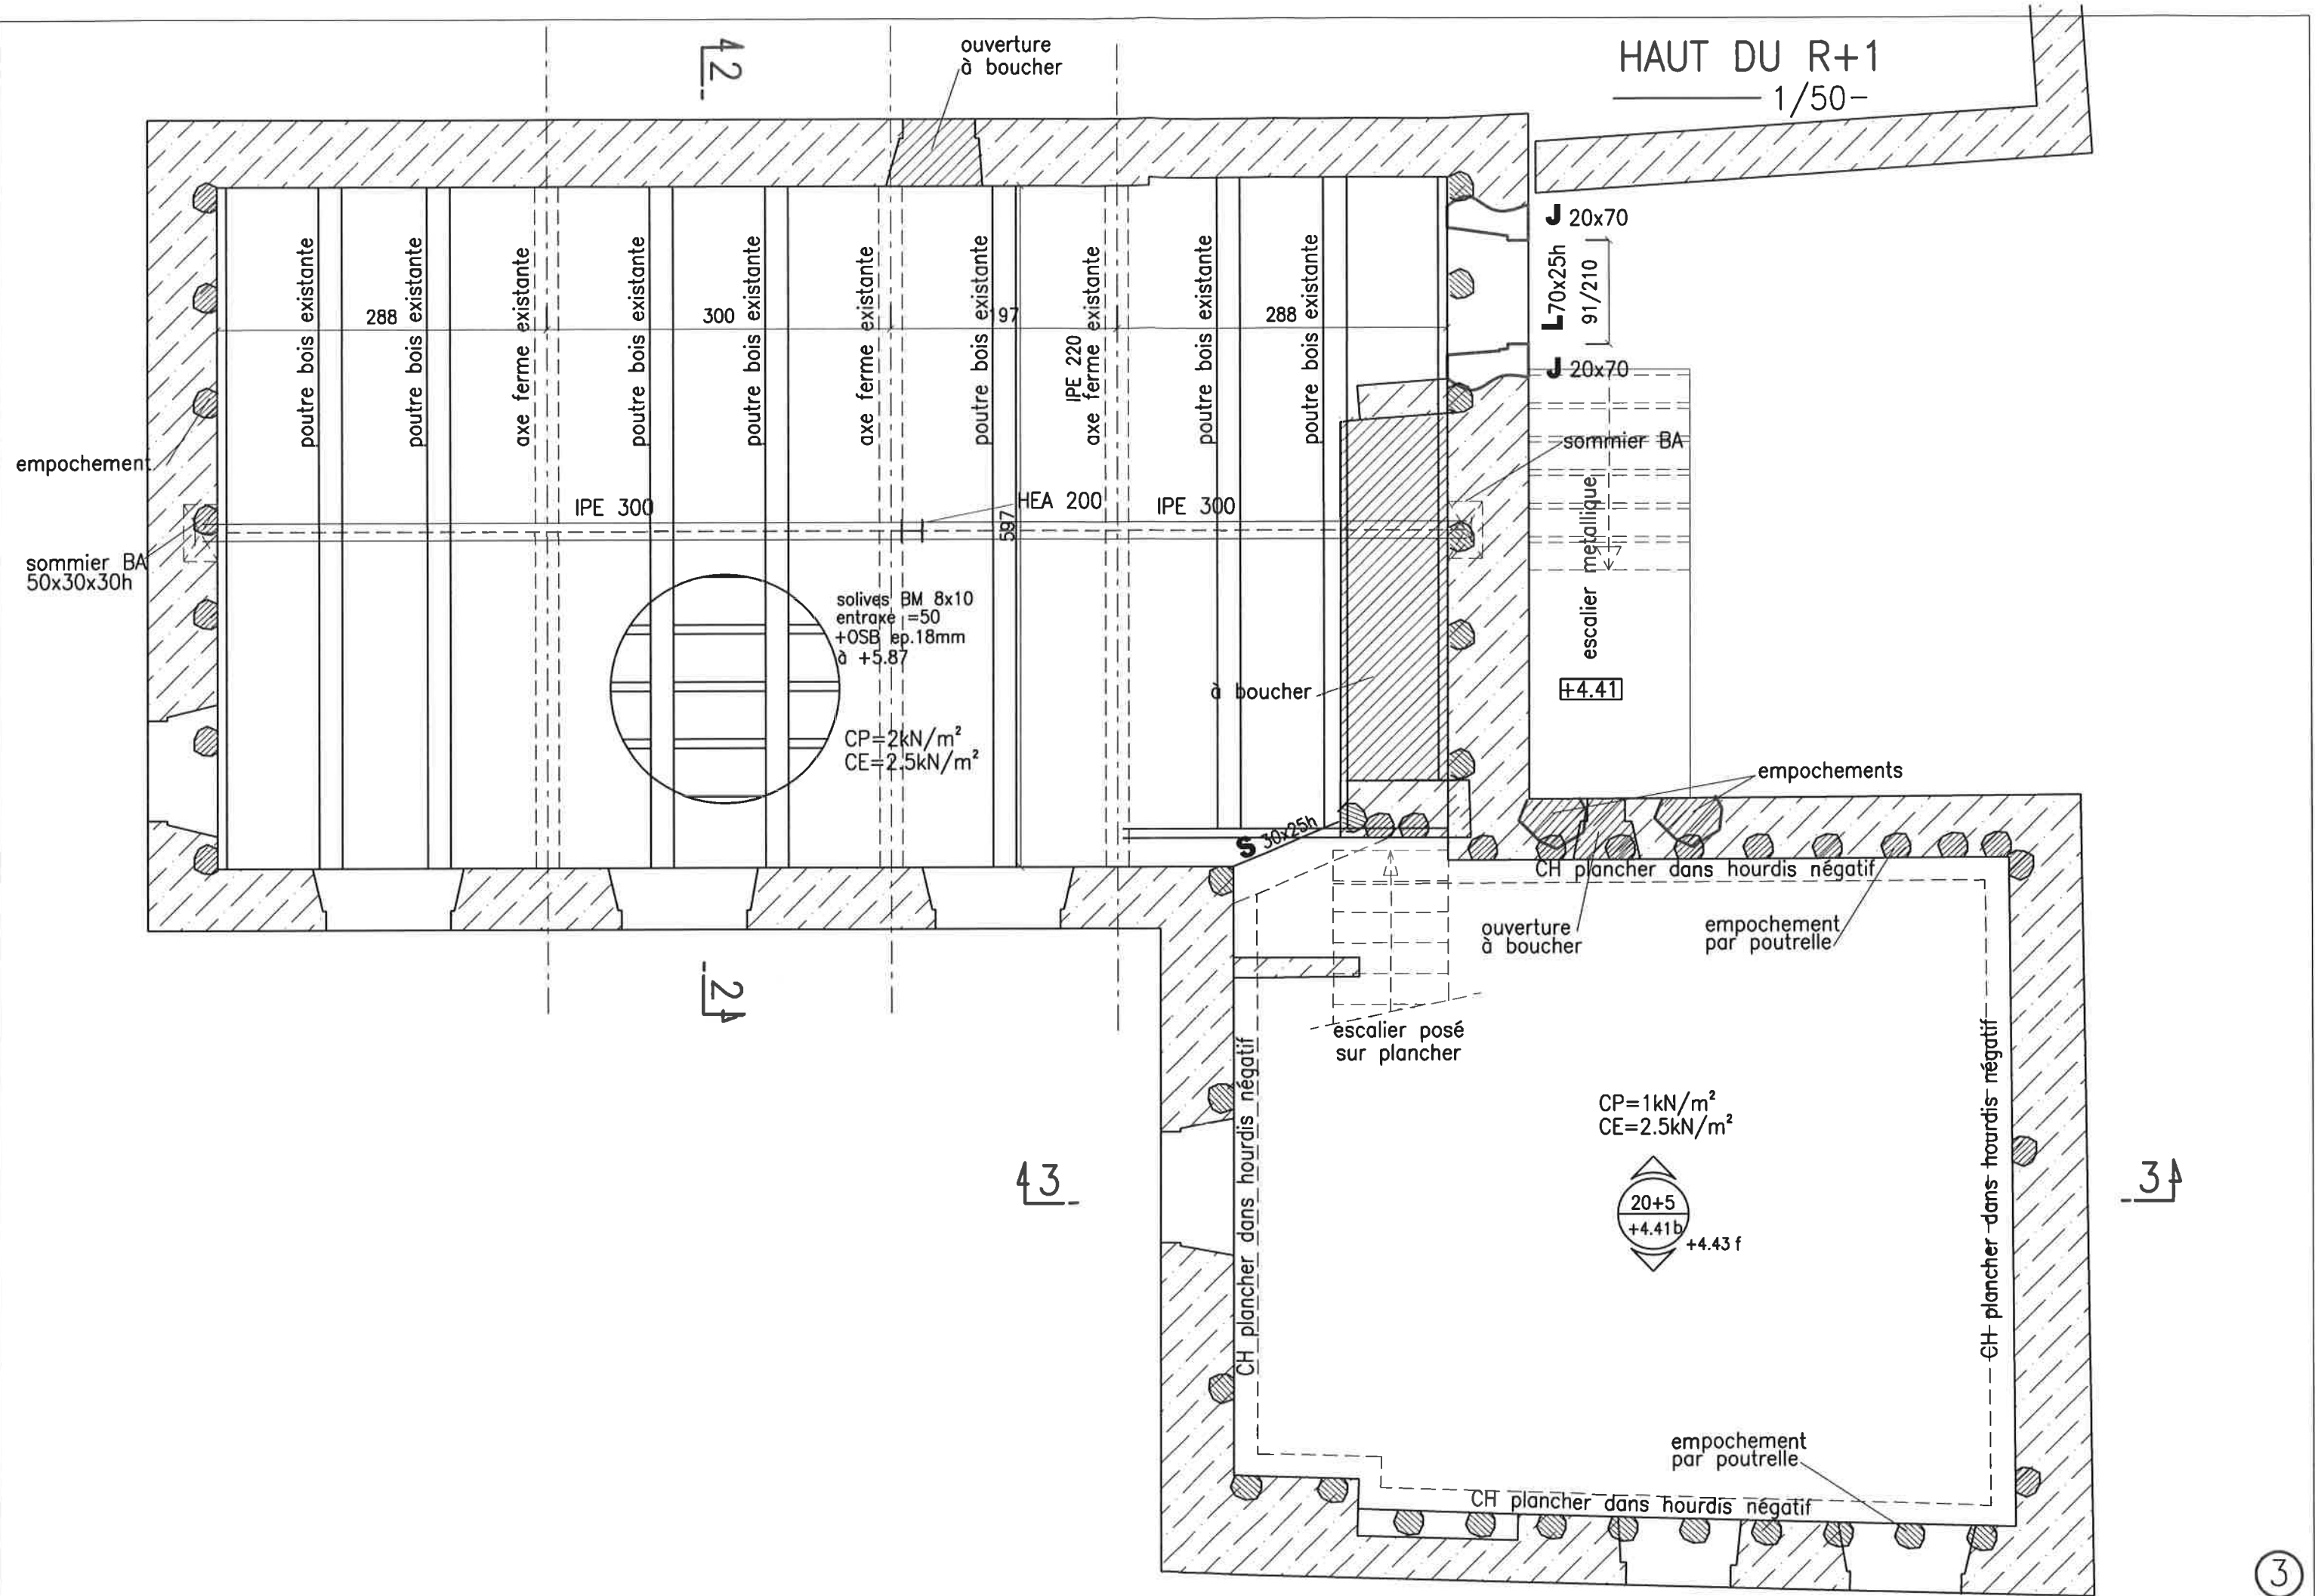 HAUT DU R+1
1/50-
ouverture
à boucher
2
J 20x70
L70x25h
91/210
J 20x70
poutre bois existante
poutre bois existante
axe ferme existante
poutre bois existante
poutre bois existante
axe ferme existante
poutre bois existante
IPE 220
axe ferme existante
poutre bois existante
poutre bois existante
288
300
197
288
empochement
sommier BA
IPE 300
HEA 200
IPE 300
597
sommier BA
50x30x30h
escalier métallique
+4.41
solives BM 8x10
entraxe =50
+OSB ep.18mm
à +5.87
à boucher
CP=2kN/m²
CE=2.5kN/m²
empochements
S 30x25h
CH plancher dans hourdis négatif
ouverture
à boucher
empochement
par poutrelle
2
escalier posé
sur plancher
CH plancher dans hourdis négatif
CH plancher dans hourdis négatif
CP=1kN/m²
CE=2.5kN/m²
3
3
20+5
+4.41b
+4.43 f
empochement
par poutrelle
CH plancher dans hourdis négatif
3